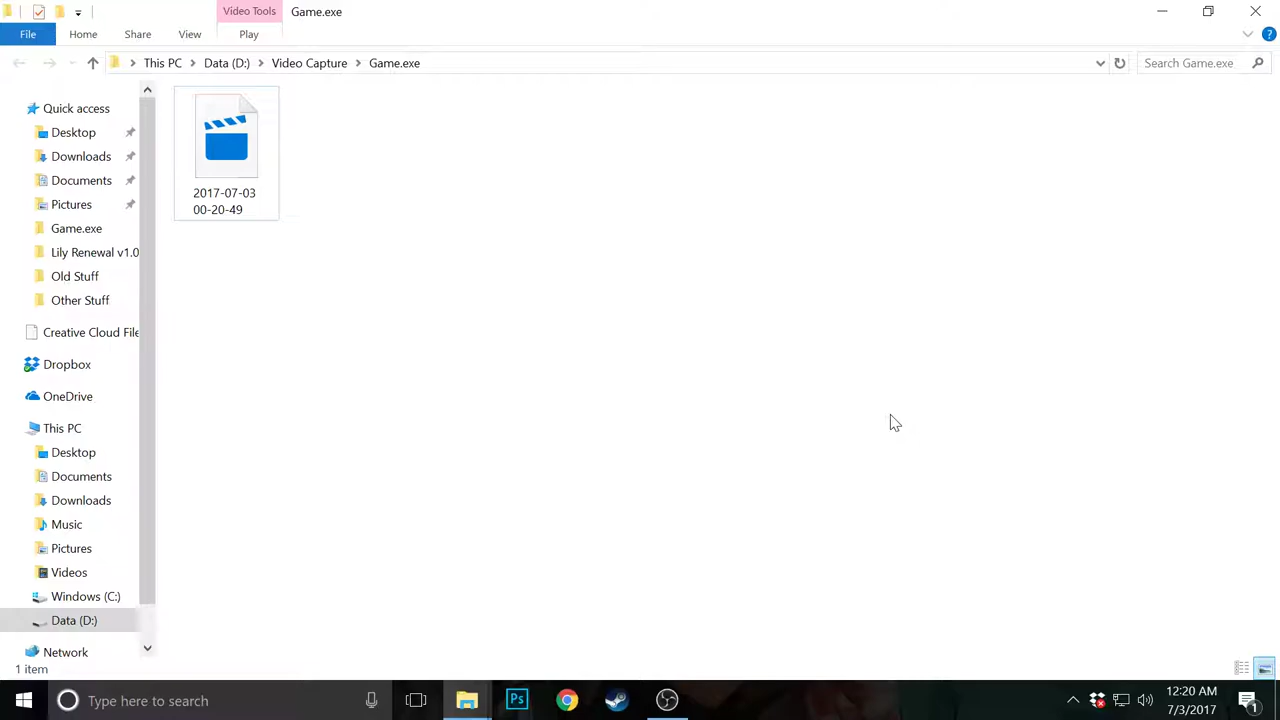 Video Tools
Game.exe
File
Home
Share
View
Play
This PC
Data (D:)
Video Capture
Game.exe
Search Game.exe
Quick access
Desktop
Downloads
Documents
Pictures
Game.exe
Lily Renewal v1.0
Old Stuff
Other Stuff
Creative Cloud File
Dropbox
OneDrive
This PC
Desktop
Documents
Downloads
Music
Pictures
Videos
Windows (C:)
Data (D:)
Network
2017-07-03
00-20-49
1 item
Type here to search
Ps
12:20 AM
7/3/2017
1